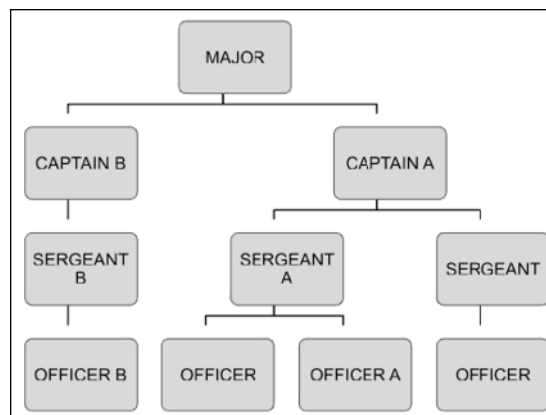 MAJOR
CAPTAIN B
CAPTAIN A
SERGEANT
B
SERGEANT
A
SERGEANT
OFFICER B
OFFICER
OFFICER A
OFFICER